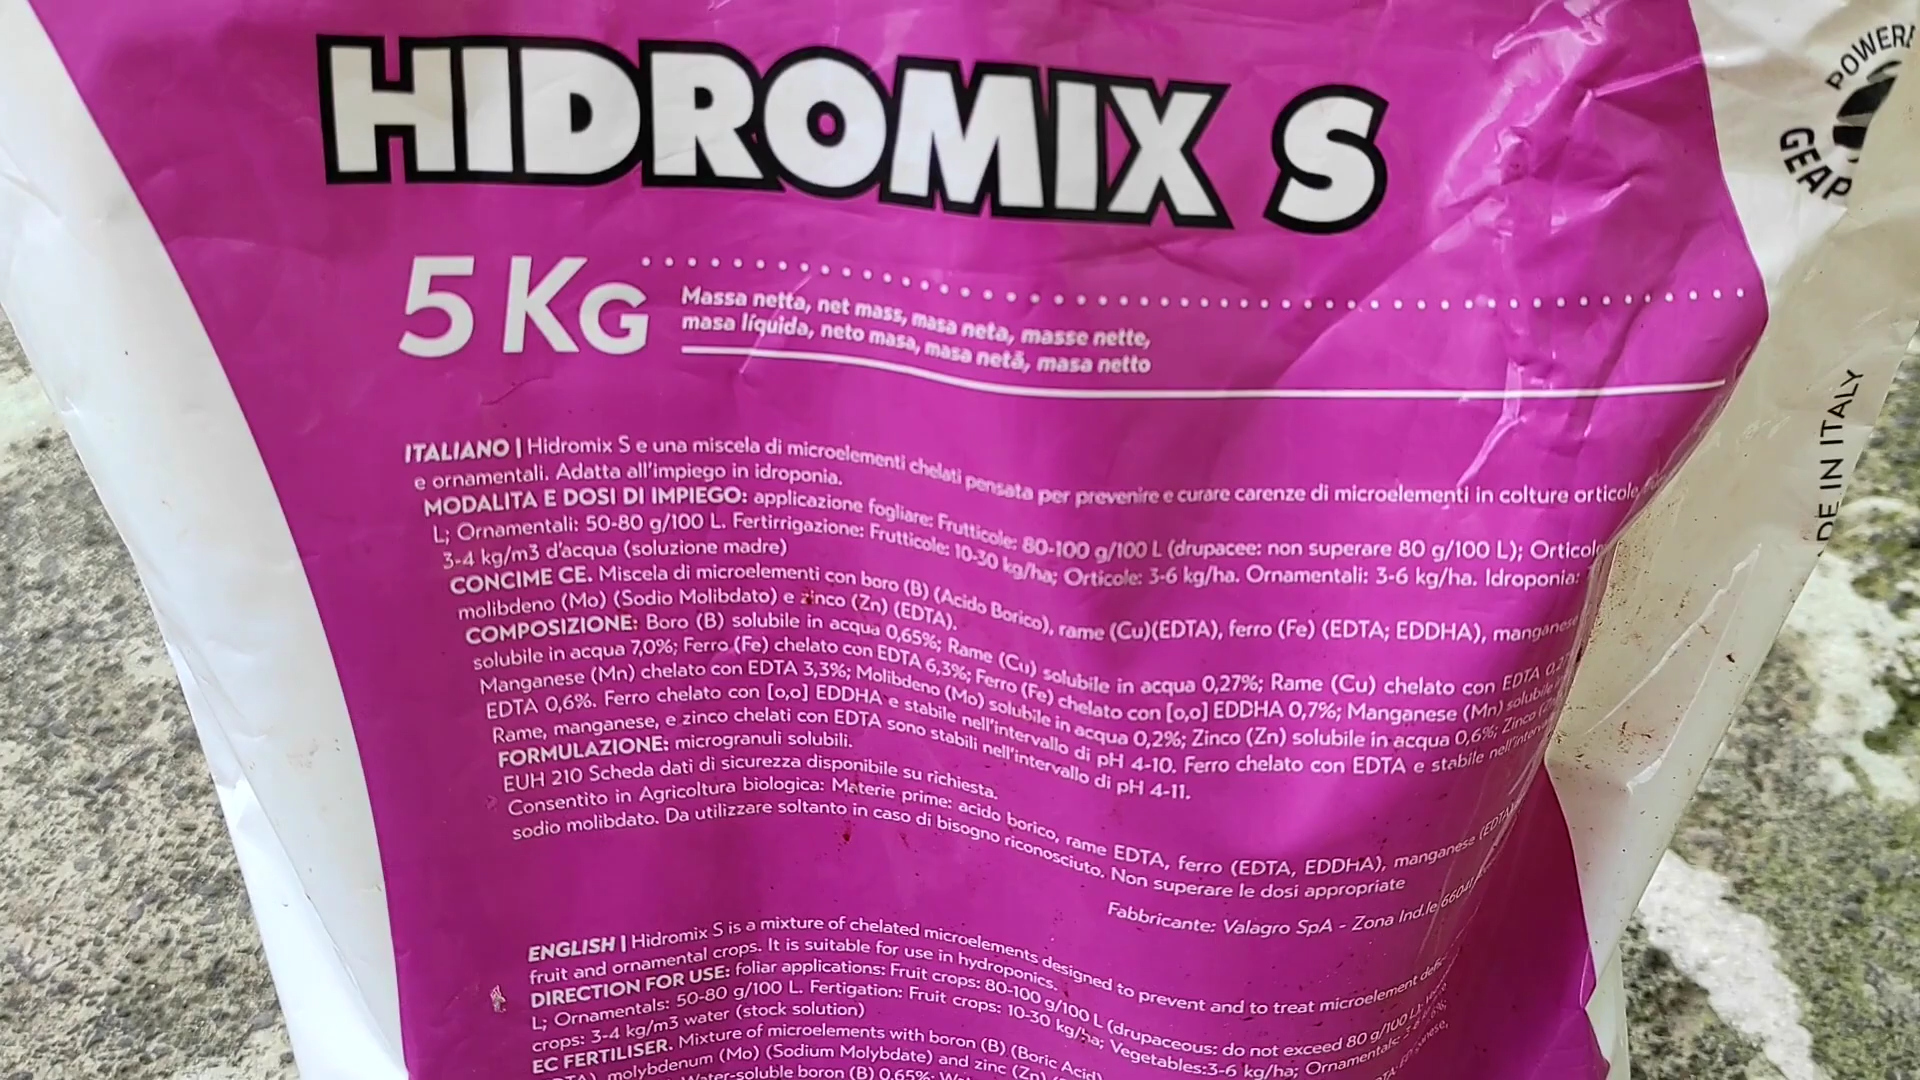 HIDROMIX S
POWERE
GEAP
5 KG
Massa netta, net mass, masa neta, masse nette,
masa líquida, neto masa, masa netă, masa netto
DE IN ITALY
ITALIANO | Hidromix S e una miscela di microelementi chelati pensata per prevenire e curare carenze di microelementi in colture orticole,
e ornamentali. Adatta all'impiego in idroponia.
MODALITA E DOSI DI IMPIEGO: applicazione fogliare: Frutticole: 80-100 g/100 L (drupacee: non superare 80 g/100 L); Orticole
L; Ornamentali: 50-80 g/100 L. Fertirrigazione: Frutticole: 10-30 kg/ha; Orticole: 3-6 kg/ha. Ornamentali: 3-6 kg/ha. Idroponia:
3-4 kg/m3 d'acqua (soluzione madre)
CONCIME CE. Miscela di microelementi con boro (B) (Acido Borico), rame (Cu)(EDTA), ferro (Fe) (EDTA; EDDHA), manganese
molibdeno (Mo) (Sodio Molibdato) e zinco (Zn) (EDTA).
COMPOSIZIONE: Boro (B) solubile in acqua 0,65%; Rame (Cu) solubile in acqua 0,27%; Rame (Cu) chelato con EDTA
solubile in acqua 7,0%; Ferro (Fe) chelato con EDTA 6,3%; Ferro (Fe) chelato con [o,o] EDDHA 0,7%; Manganese (Mn) solubile
Manganese (Mn) chelato con EDTA 3,3%; Molibdeno (Mo) solubile in acqua 0,2%; Zinco (Zn) solubile in acqua 0,6%; Zinco
EDTA 0,6%. Ferro chelato con [o,o] EDDHA e stabile nell'intervallo di pH 4-10. Ferro chelato con EDTA e stabile
Rame, manganese, e zinco chelati con EDTA sono stabili nell'intervallo di pH 4-11.
FORMULAZIONE: microgranuli solubili.
EUH 210 Scheda dati di sicurezza disponibile su richiesta.
Consentito in Agricoltura biologica: Materie prime: acido borico, rame EDTA, ferro (EDTA, EDDHA), manganese
sodio molibdato. Da utilizzare soltanto in caso di bisogno riconosciuto. Non superare le dosi appropriate
Fabbricante: Valagro SpA - Zona Ind.le 66041
ENGLISH | Hidromix S is a mixture of chelated microelements designed to prevent and to treat microelement
fruit and ornamental crops. It is suitable for use in hydroponics.
DIRECTION FOR USE: foliar applications: Fruit crops: 80-100 g/100 L (drupaceous: do not exceed 80 g/100 L);
L; Ornamentals: 50-80 g/100 L. Fertigation: Fruit crops: 10-30 kg/ha; Vegetables:3-6 kg/ha; Ornamentals:
crops: 3-4 kg/m3 water (stock solution)
EC FERTILISER. Mixture of microelements with boron (B) (Boric Acid)
molybdenum (Mo) (Sodium Molybdate) and zinc (Zn)
Water-soluble boron (B) 0,65%;